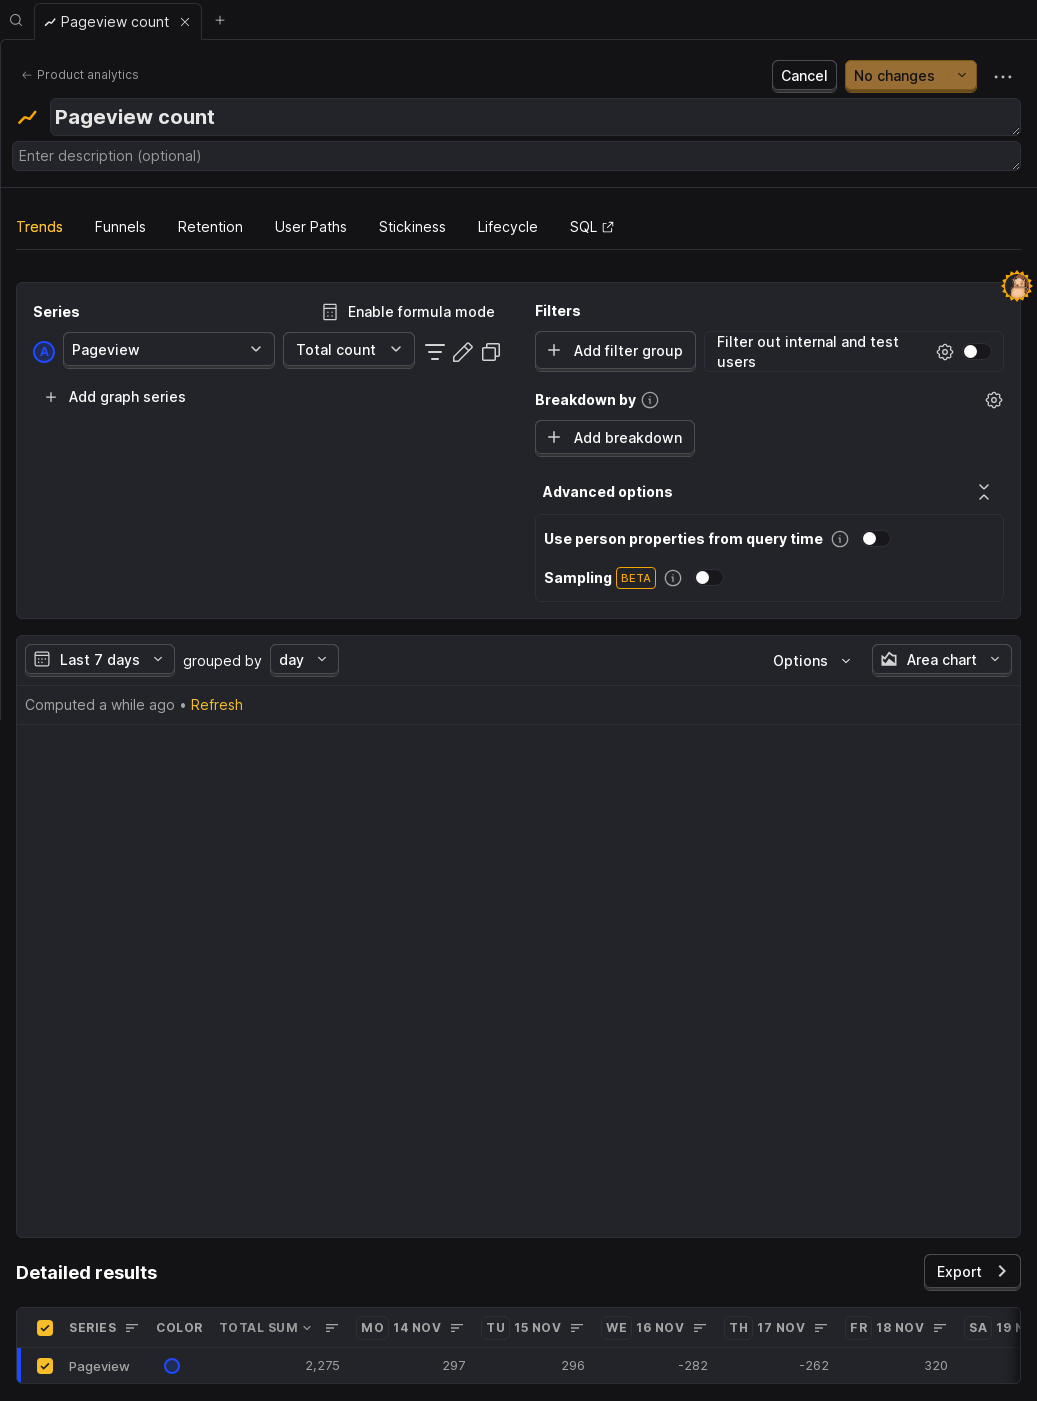 Pageview count
Product analytics
Cancel
No changes
Pageview count
Enter description (optional)
Trends
Funnels
Retention
User Paths
Stickiness
Lifecycle
SQL
Series
Enable formula mode
A
Pageview
Total count
Add graph series
Filters
Add filter group
Filter out internal and test
users
Breakdown by
Add breakdown
Advanced options
Use person properties from query time
Sampling BETA
Last 7 days
grouped by
day
Options
Area chart
Computed a while ago • Refresh
Detailed results
Export
SERIES COLOR TOTAL SUM MO 14 NOV TU 15 NOV WE 16 NOV TH 17 NOV FR 18 NOV SA 19
Pageview 2,275 297 296 -282 -262 320